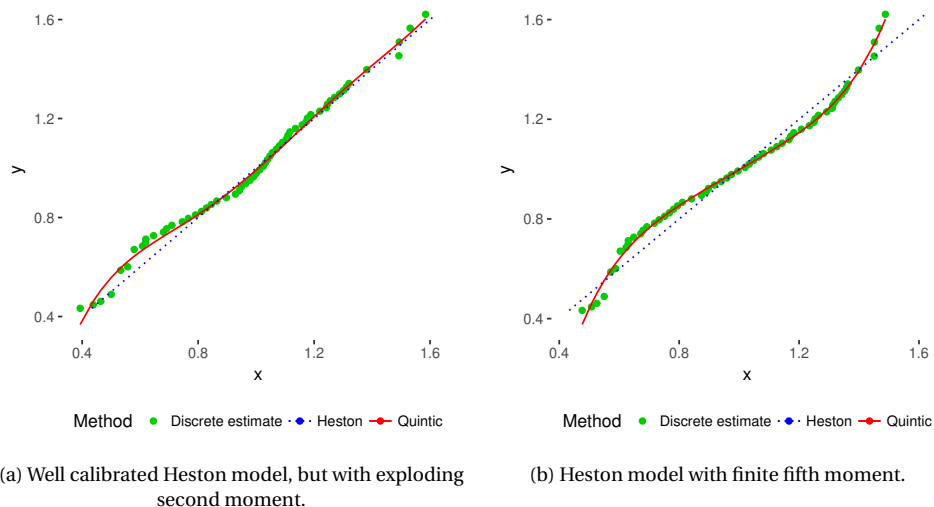 1.6
1.2
0.8
0.4
y
0.4
0.8
1.2
1.6
x
Method Discrete estimate Heston Quintic
(a) Well calibrated Heston model, but with exploding
second moment.
1.6
1.2
0.8
0.4
y
0.4
0.8
1.2
1.6
x
Method Discrete estimate Heston Quintic
(b) Heston model with finite fifth moment.